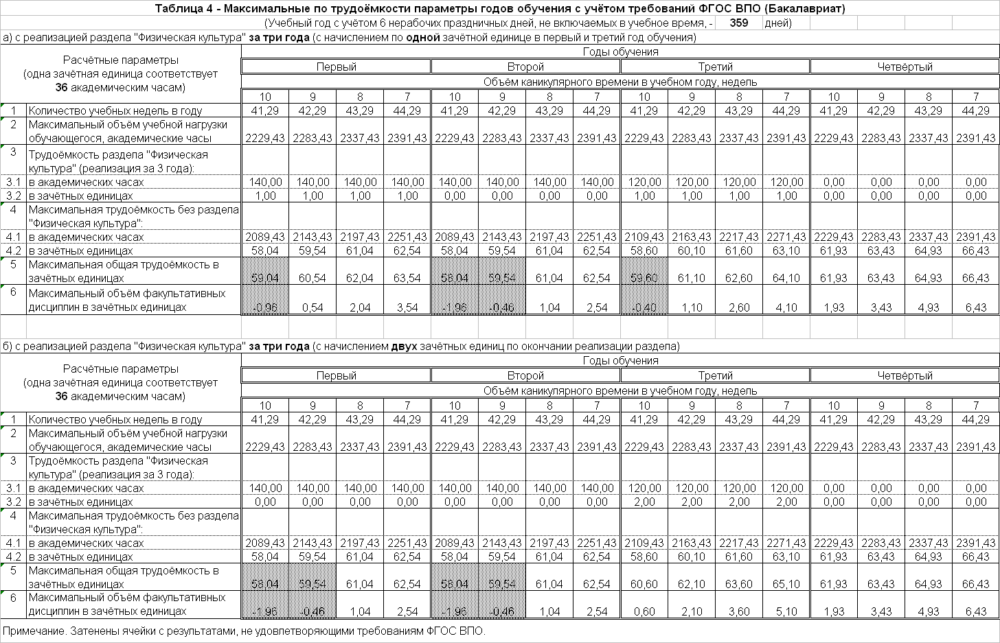 Таблица 4 - Максимальные по трудоёмкости параметры годов обучения с учётом требований ФГОС ВПО (Бакалавриат)
(Учебный год с учётом 6 нерабочих праздничных дней, не включаемых в учебное время, - 359 дней)
а) с реализацией раздела "Физическая культура" за три года (с начислением по одной зачётной единице в первый и третий год обучения)
Расчётные параметры
(одна зачётная единица соответствует
36 академическим часам)
Годы обучения
Первый Второй Третий Четвёртый
Объём каникулярного времени в учебном году, недель
10 9 8 7 10 9 8 7 10 9 8 7 10 9 8 7
1 Количество учебных недель в году 41,29 42,29 43,29 44,29 41,29 42,29 43,29 44,29 41,29 42,29 43,29 44,29 41,29 42,29 43,29 44,29
2 Максимальный объём учебной нагрузки
обучающегося, академические часы 2229,43 2283,43 2337,43 2391,43 2229,43 2283,43 2337,43 2391,43 2229,43 2283,43 2337,43 2391,43 2229,43 2283,43 2337,43 2391,43
3 Трудоёмкость раздела "Физическая
культура" (реализация за 3 года):
3.1 в академических часах 140,00 140,00 140,00 140,00 140,00 140,00 140,00 140,00 120,00 120,00 120,00 120,00 0,00 0,00 0,00 0,00
3.2 в зачётных единицах 1,00 1,00 1,00 1,00 0,00 0,00 0,00 0,00 1,00 1,00 1,00 1,00 0,00 0,00 0,00 0,00
4 Максимальная трудоёмкость без раздела
"Физическая культура":
4.1 в академических часах 2089,43 2143,43 2197,43 2251,43 2089,43 2143,43 2197,43 2251,43 2109,43 2163,43 2217,43 2271,43 2229,43 2283,43 2337,43 2391,43
4.2 в зачётных единицах 58,04 59,54 61,04 62,54 58,04 59,54 61,04 62,54 58,60 60,10 61,60 63,10 61,93 63,43 64,93 66,43
5 Максимальная общая трудоёмкость в
зачётных единицах 59,04 60,54 62,04 63,54 58,04 59,54 61,04 62,54 59,60 61,10 62,60 64,10 61,93 63,43 64,93 66,43
6 Максимальный объём факультативных
дисциплин в зачётных единицах -0,96 0,54 2,04 3,54 -1,96 -0,46 1,04 2,54 -0,40 1,10 2,60 4,10 1,93 3,43 4,93 6,43
б) с реализацией раздела "Физическая культура" за три года (с начислением двух зачётных единиц по окончании реализации раздела)
Расчётные параметры
(одна зачётная единица соответствует
36 академическим часам)
Годы обучения
Первый Второй Третий Четвёртый
Объём каникулярного времени в учебном году, недель
10 9 8 7 10 9 8 7 10 9 8 7 10 9 8 7
1 Количество учебных недель в году 41,29 42,29 43,29 44,29 41,29 42,29 43,29 44,29 41,29 42,29 43,29 44,29 41,29 42,29 43,29 44,29
2 Максимальный объём учебной нагрузки
обучающегося, академические часы 2229,43 2283,43 2337,43 2391,43 2229,43 2283,43 2337,43 2391,43 2229,43 2283,43 2337,43 2391,43 2229,43 2283,43 2337,43 2391,43
3 Трудоёмкость раздела "Физическая
культура" (реализация за 3 года):
3.1 в академических часах 140,00 140,00 140,00 140,00 140,00 140,00 140,00 140,00 120,00 120,00 120,00 120,00 0,00 0,00 0,00 0,00
3.2 в зачётных единицах 0,00 0,00 0,00 0,00 0,00 0,00 0,00 0,00 2,00 2,00 2,00 2,00 0,00 0,00 0,00 0,00
4 Максимальная трудоёмкость без раздела
"Физическая культура":
4.1 в академических часах 2089,43 2143,43 2197,43 2251,43 2089,43 2143,43 2197,43 2251,43 2109,43 2163,43 2217,43 2271,43 2229,43 2283,43 2337,43 2391,43
4.2 в зачётных единицах 58,04 59,54 61,04 62,54 58,04 59,54 61,04 62,54 58,60 60,10 61,60 63,10 61,93 63,43 64,93 66,43
5 Максимальная общая трудоёмкость в
зачётных единицах 58,04 59,54 61,04 62,54 58,04 59,54 61,04 62,54 60,60 62,10 63,60 65,10 61,93 63,43 64,93 66,43
6 Максимальный объём факультативных
дисциплин в зачётных единицах -1,96 -0,46 1,04 2,54 -1,96 -0,46 1,04 2,54 0,60 2,10 3,60 5,10 1,93 3,43 4,93 6,43
Примечание. Затенены ячейки с результатами, не удовлетворяющими требованиям ФГОС ВПО.